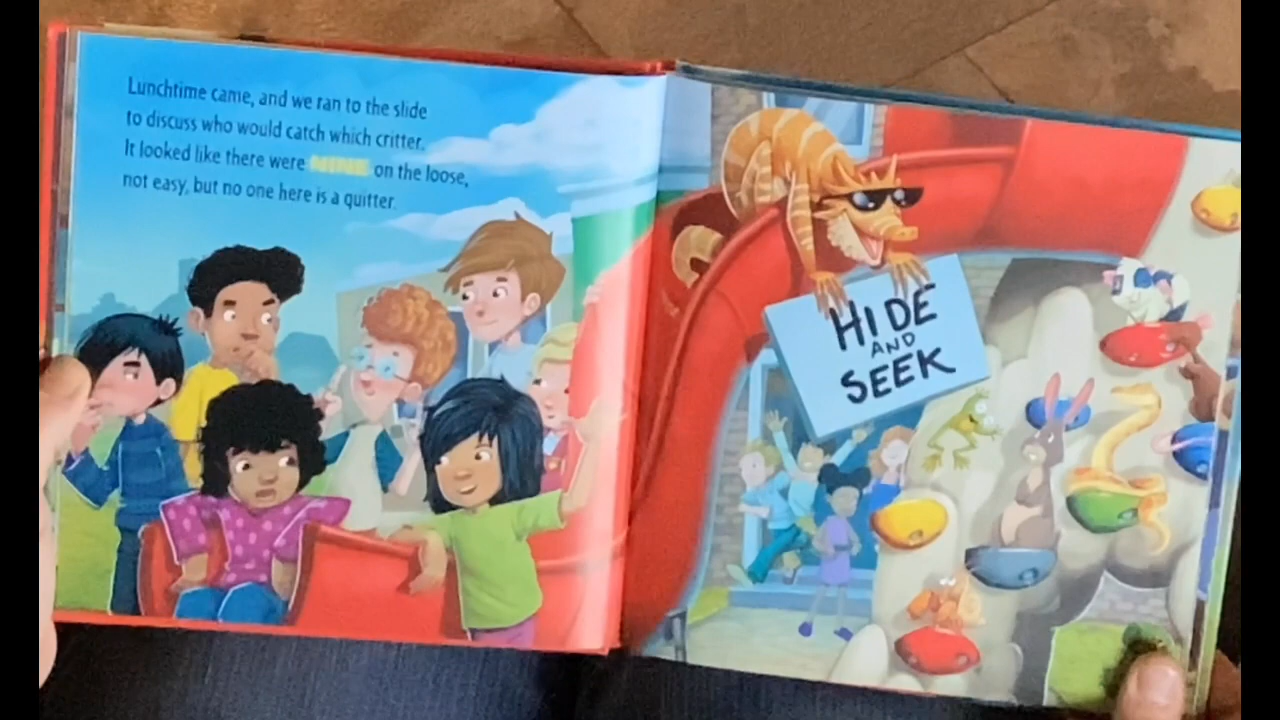 Lunchtime came, and we ran to the slide
to discuss who would catch which critter.
It looked like there were NINE on the loose,
not easy, but no one here is a quitter.
HIDE
AND
SEEK